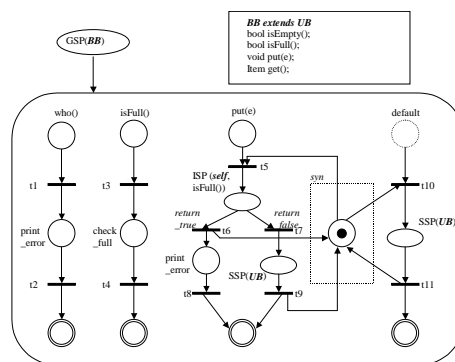 GSP(BB)
BB extends UB
bool isEmpty();
bool isFull();
void put(e);
Item get();
who()
isFull()
put(e)
default
t5
ISP (self,
isFull())
syn
t1
t3
t10
return
_true
return
_false
t6
t7
print
_error
check
_full
print
_error
SSP(UB)
SSP(UB)
t2
t4
t8
t9
t11